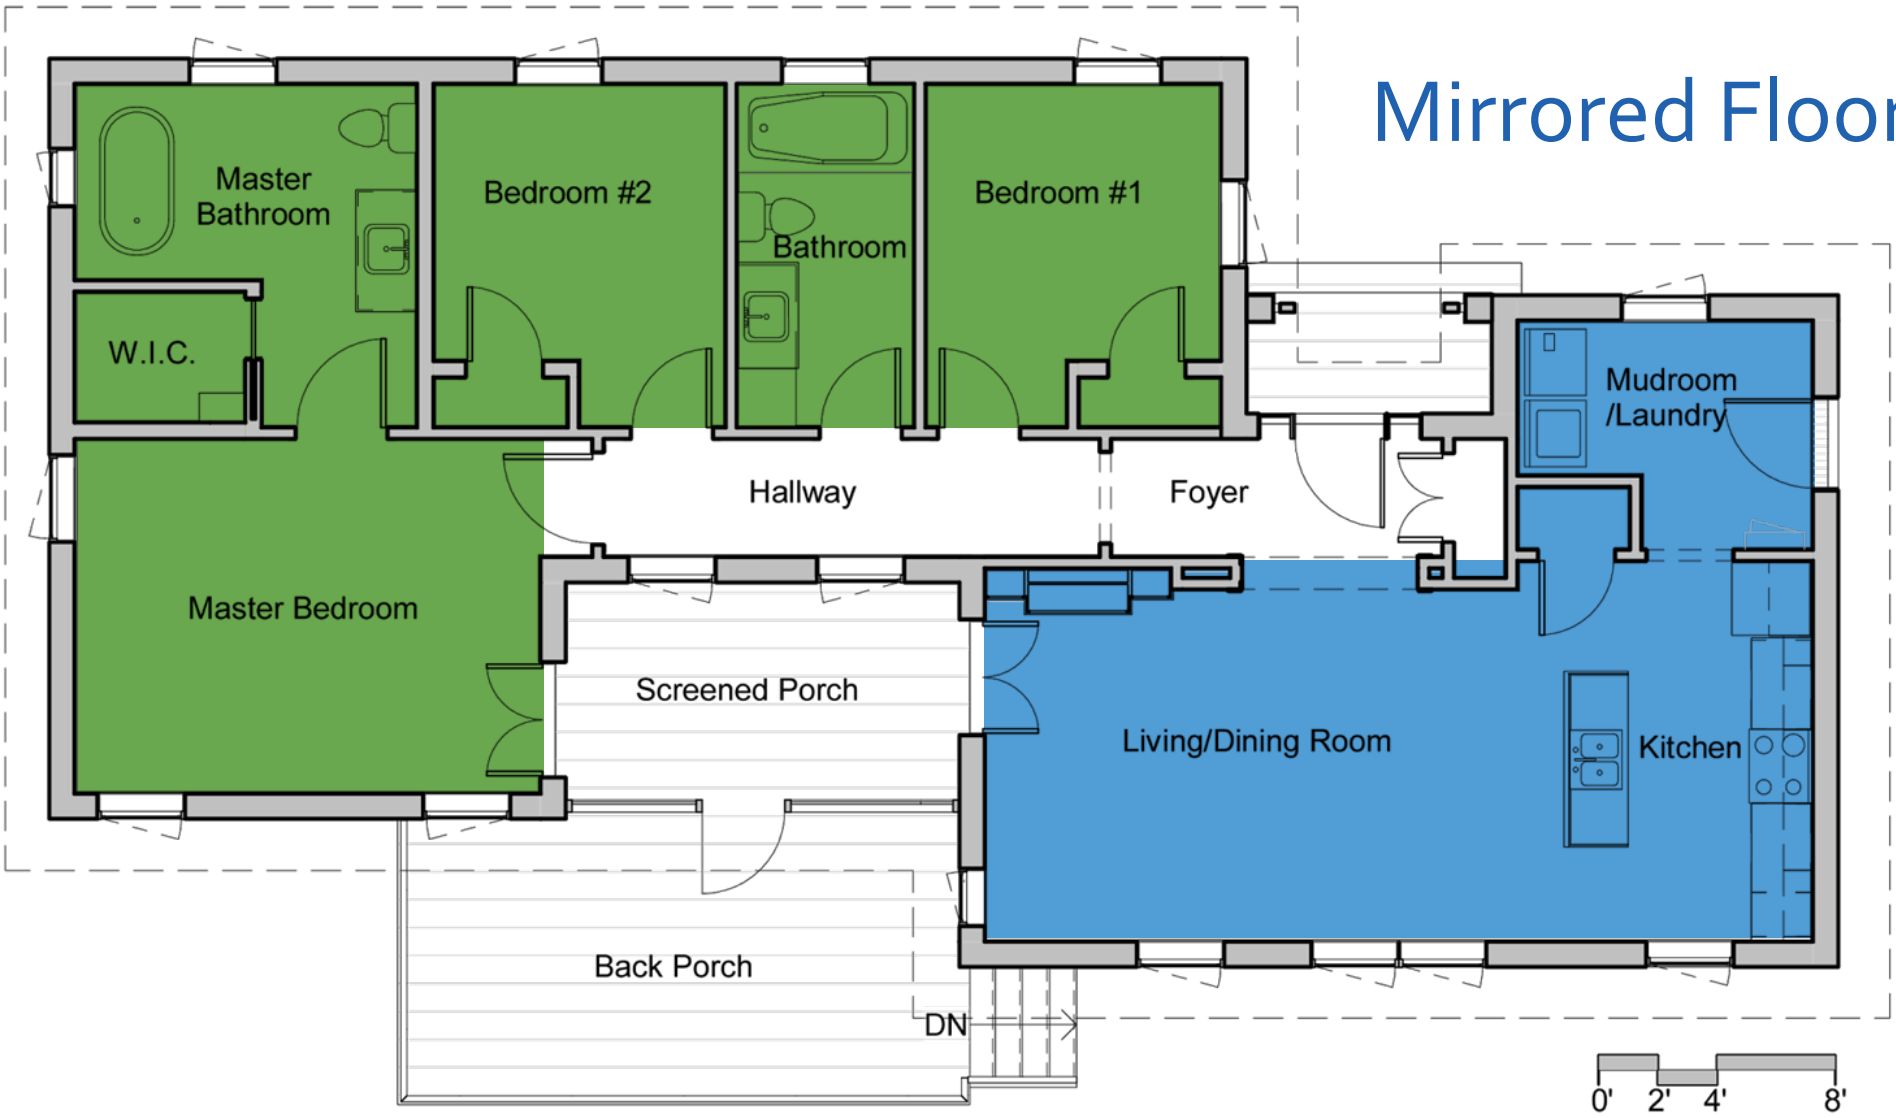 Mirrored Floor
Master
Bathroom
Bedroom #2
Bathroom
Bedroom #1
W.I.C.
Mudroom
/Laundry
Hallway
Foyer
Master Bedroom
Screened Porch
Living/Dining Room
Kitchen
Back Porch
DN
0' 2' 4' 8'